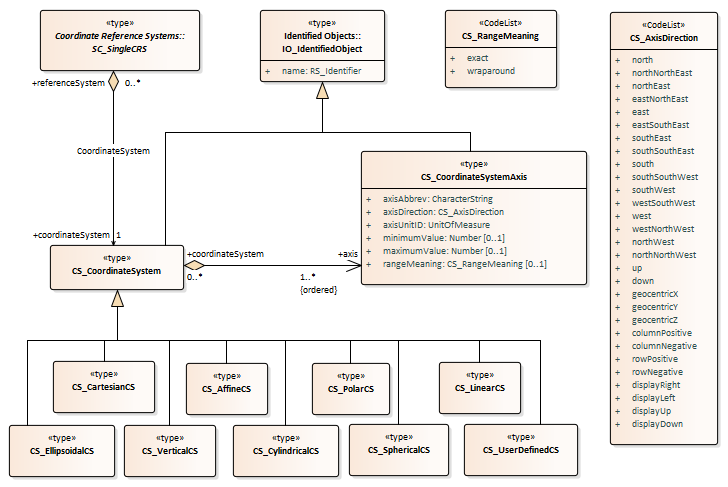 «type»
Coordinate Reference Systems::
SC_SingleCRS
«type»
Identified Objects::
IO_IdentifiedObject
+ name: RS_Identifier
«CodeList»
CS_RangeMeaning
+ exact
+ wraparound
«CodeList»
CS_AxisDirection
+ north
+ northNorthEast
+ northEast
+ eastNorthEast
+ east
+ eastSouthEast
+ southEast
+ southSouthEast
+ south
+ southSouthWest
+ southWest
+ westSouthWest
+ west
+ westNorthWest
+ northWest
+ northNorthWest
+ up
+ down
+ geocentricX
+ geocentricY
+ geocentricZ
+ columnPositive
+ columnNegative
+ rowPositive
+ rowNegative
+ displayRight
+ displayLeft
+ displayUp
+ displayDown
+referenceSystem 0..*
CoordinateSystem
+coordinateSystem 1
«type»
CS_CoordinateSystemAxis
+ axisAbbrev: CharacterString
+ axisDirection: CS_AxisDirection
+ axisUnitID: UnitOfMeasure
+ minimumValue: Number [0..1]
+ maximumValue: Number [0..1]
+ rangeMeaning: CS_RangeMeaning [0..1]
«type»
CS_CoordinateSystem
+coordinateSystem +axis
0..* 1..*
{ordered}
«type»
CS_CartesianCS
«type»
CS_AffineCS
«type»
CS_PolarCS
«type»
CS_LinearCS
«type»
CS_EllipsoidalCS
«type»
CS_VerticalCS
«type»
CS_CylindricalCS
«type»
CS_SphericalCS
«type»
CS_UserDefinedCS